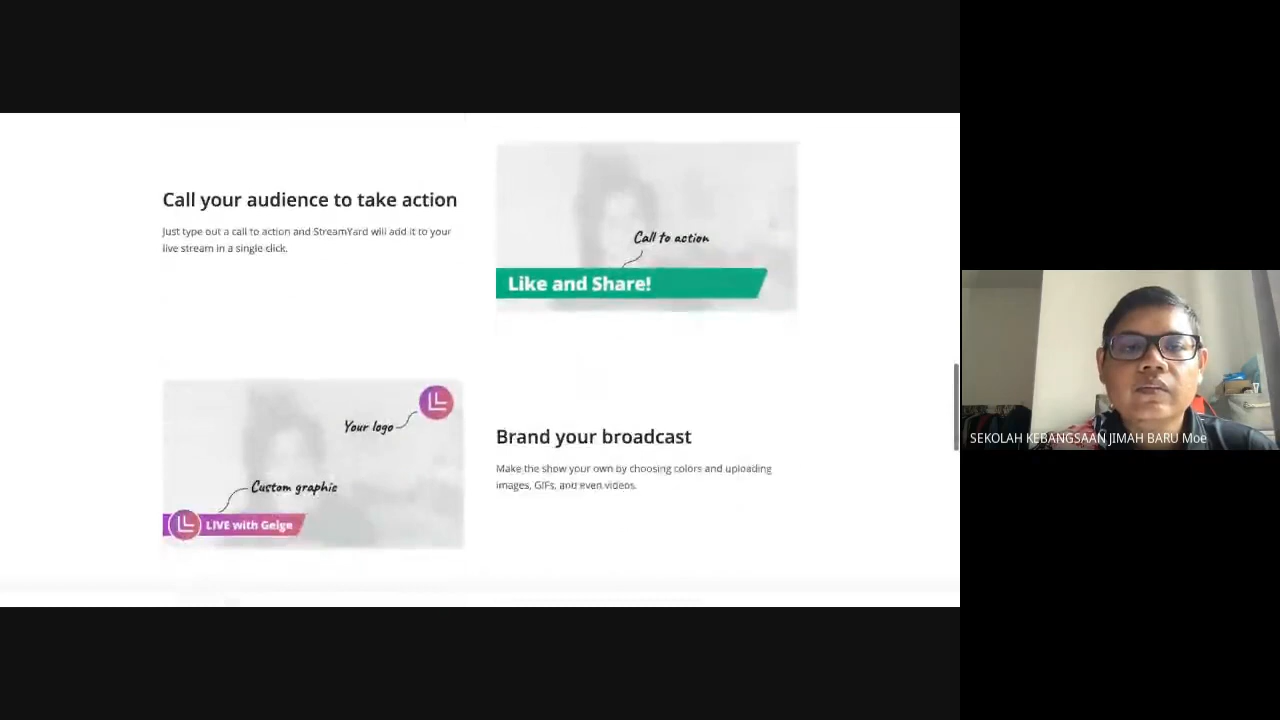 Call your audience to take action
Just type out a call to action and StreamYard will add it to your
live stream in a single click.
Call to action
Like and Share!
Your logo
Custom graphic
LIVE with Geige
Brand your broadcast
Make the show your own by choosing colors and uploading
images, GIFs, and even videos.
SEKOLAH KEBANGSAAN JIMAH BARU Moe